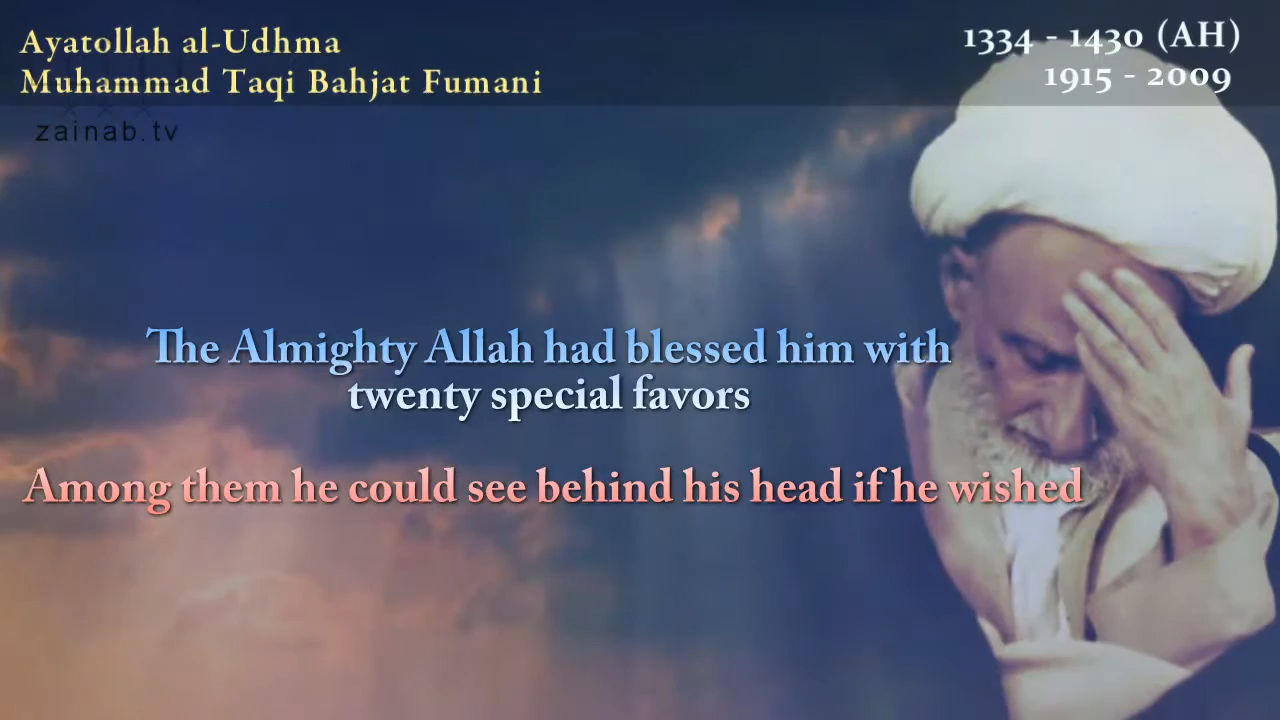 Ayatollah al-Udhma
Muhammad Taqi Bahjat Fumani
1334 - 1430 (AH)
1915 - 2009
zainab.tv
The Almighty Allah had blessed him with
twenty special favors
Among them he could see behind his head if he wished